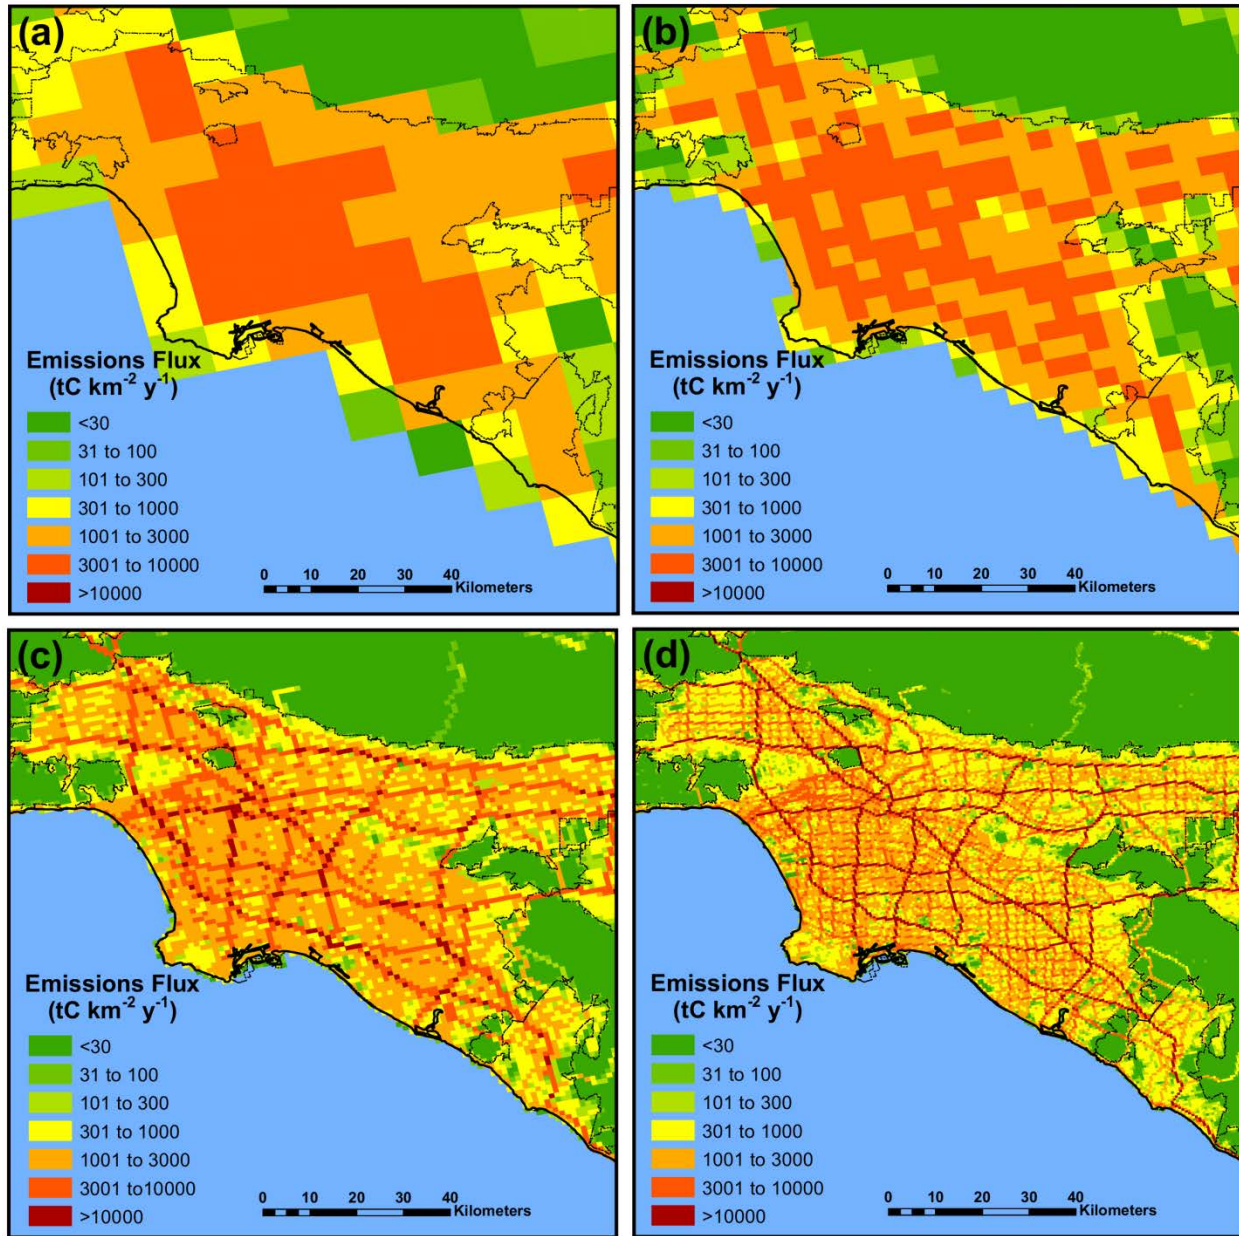 (a)
Emissions Flux
(tC km⁻² y⁻¹)
<30
31 to 100
101 to 300
301 to 1000
1001 to 3000
3001 to 10000
>10000
0 10 20 30 40
Kilometers
(b)
Emissions Flux
(tC km⁻² y⁻¹)
<30
31 to 100
101 to 300
301 to 1000
1001 to 3000
3001 to 10000
>10000
0 10 20 30 40
Kilometers
(c)
Emissions Flux
(tC km⁻² y⁻¹)
<30
31 to 100
101 to 300
301 to 1000
1001 to 3000
3001 to10000
>10000
0 10 20 30 40
Kilometers
(d)
Emissions Flux
(tC km⁻² y⁻¹)
<30
31 to 100
101 to 300
301 to 1000
1001 to 3000
3001 to 10000
>10000
0 10 20 30 40
Kilometers